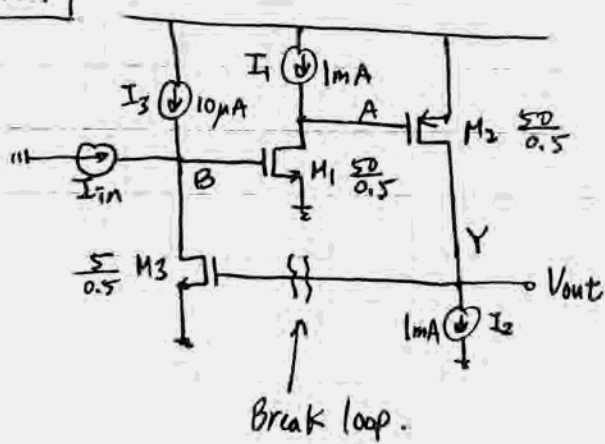 I₁ 1mA
I₃ 10μA
A
M₂ 50/0.5
Iin
B
M₁ 50/0.5
5/0.5 M3
Y
Vout
1mA I₂
Break loop.